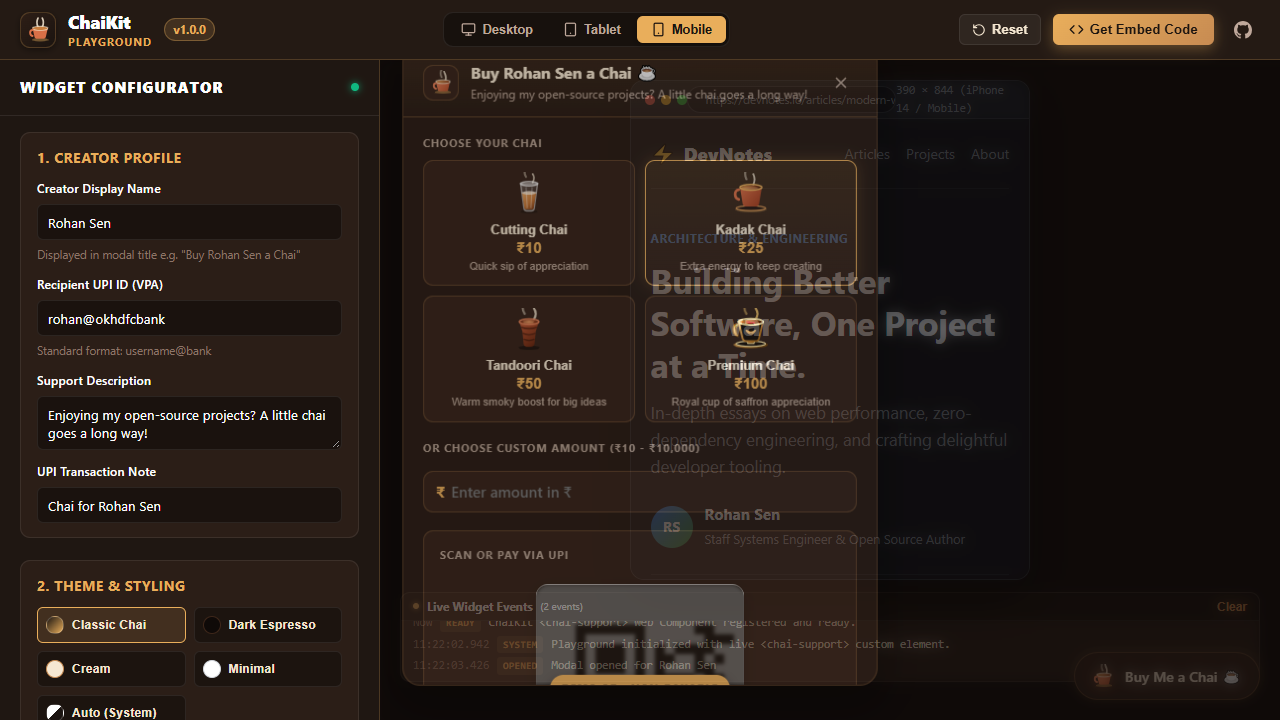 ChaiKit
PLAYGROUND
v1.0.0
Desktop
Tablet
Mobile
Reset
Get Embed Code
WIDGET CONFIGURATOR
1. CREATOR PROFILE
Creator Display Name
Rohan Sen
Displayed in modal title e.g. "Buy Rohan Sen a Chai"
Recipient UPI ID (VPA)
rohan@okhdfcbank
Standard format: username@bank
Support Description
Enjoying my open-source projects? A little chai
goes a long way!
UPI Transaction Note
Chai for Rohan Sen
2. THEME & STYLING
Classic Chai
Dark Espresso
Cream
Minimal
Auto (System)
Buy Rohan Sen a Chai ☕
Enjoying my open-source projects? A little chai goes a long way!
CHOOSE YOUR CHAI
Cutting Chai
₹10
Quick sip of appreciation
Kadak Chai
₹25
Extra energy to keep creating
Tandoori Chai
₹50
Warm smoky boost for big ideas
Premium Chai
₹100
Royal cup of saffron appreciation
OR CHOOSE CUSTOM AMOUNT (₹10 - ₹10,000)
₹ Enter amount in ₹
SCAN OR PAY VIA UPI
https://devnotes.io/articles/modern-w
390 × 844 (iPhone
14 / Mobile)
⚡ DevNotes
Articles
Projects
About
ARCHITECTURE & ENGINEERING
Building Better
Software, One Project
at a Time.
In-depth essays on web performance, zero-
dependency engineering, and crafting delightful
developer tooling.
RS
Rohan Sen
Staff Systems Engineer & Open Source Author
Live Widget Events (2 events)
Clear
NOW READY ChaiKit <chai-support> web component registered and ready.
11:22:02.942 SYSTEM Playground initialized with live <chai-support> custom element.
11:22:03.426 OPENED Modal opened for Rohan Sen
Buy Me a Chai ☕